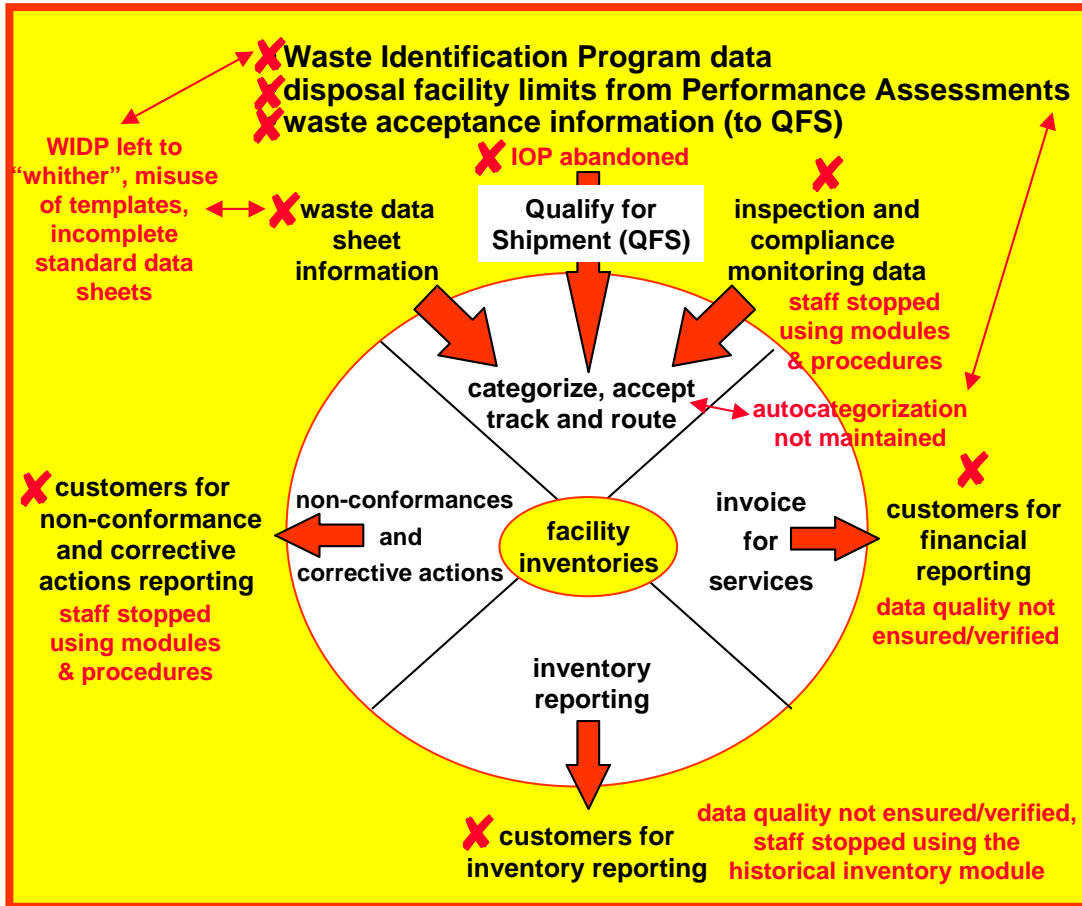 Waste Identification Program data
disposal facility limits from Performance Assessments
waste acceptance information (to QFS)
WIDP left to
“whither”, misuse
of templates,
incomplete
standard data
sheets
IOP abandoned
waste data
sheet
information
Qualify for
Shipment (QFS)
inspection and
compliance
monitoring data
staff stopped
using modules
& procedures
categorize, accept
track and route
autocategorization
not maintained
customers for
non-conformance
and corrective
actions reporting
staff stopped
using modules
& procedures
non-conformances
and
corrective actions
facility
inventories
invoice
for
services
customers for
financial
reporting
data quality not
ensured/verified
inventory
reporting
customers for
inventory reporting
data quality not ensured/verified,
staff stopped using the
historical inventory module